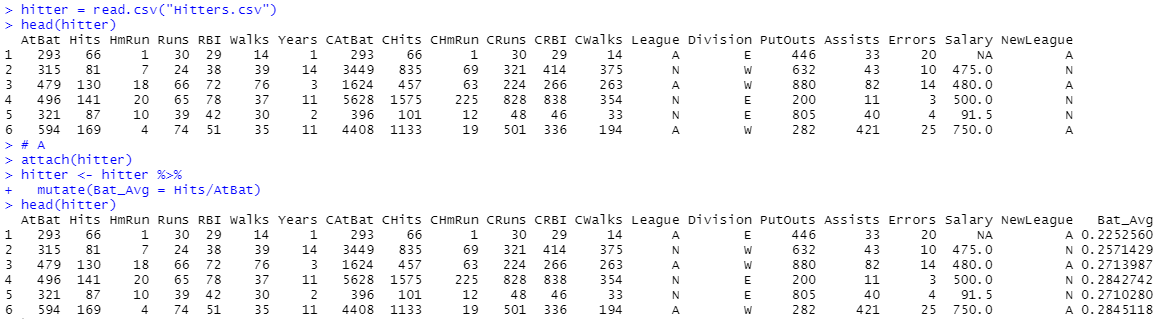 > hitter = read.csv("Hitters.csv")
> head(hitter)
  AtBat Hits HmRun Runs RBI Walks Years CAtBat CHits CHmRun CRuns CRBI CWalks League Division PutOuts Assists Errors Salary NewLeague
1   293   66     1   30  29    14     1    293    66      1    30   29     14      A        E     446      33     20     NA         A
2   315   81     7   24  38    39    14   3449   835     69   321  414    375      N        W     632      43     10  475.0         N
3   479  130    18   66  72    76     3   1624   457     63   224  266    263      A        W     880      82     14  480.0         A
4   496  141    20   65  78    37    11   5628  1575    225   828  838    354      N        E     200      11      3  500.0         N
5   321   87    10   39  42    30     2    396   101     12    48   46     33      N        E     805      40      4   91.5         N
6   594  169     4   74  51    35    11   4408  1133     19   501  336    194      A        W     282     421     25  750.0         A
> # A
> attach(hitter)
> hitter <- hitter %>%
+   mutate(Bat_Avg = Hits/AtBat)
> head(hitter)
  AtBat Hits HmRun Runs RBI Walks Years CAtBat CHits CHmRun CRuns CRBI CWalks League Division PutOuts Assists Errors Salary NewLeague   Bat_Avg
1   293   66     1   30  29    14     1    293    66      1    30   29     14      A        E     446      33     20     NA         A 0.2252560
2   315   81     7   24  38    39    14   3449   835     69   321  414    375      N        W     632      43     10  475.0         N 0.2571429
3   479  130    18   66  72    76     3   1624   457     63   224  266    263      A        W     880      82     14  480.0         A 0.2713987
4   496  141    20   65  78    37    11   5628  1575    225   828  838    354      N        E     200      11      3  500.0         N 0.2842742
5   321   87    10   39  42    30     2    396   101     12    48   46     33      N        E     805      40      4   91.5         N 0.2710280
6   594  169     4   74  51    35    11   4408  1133     19   501  336    194      A        W     282     421     25  750.0         A 0.2845118